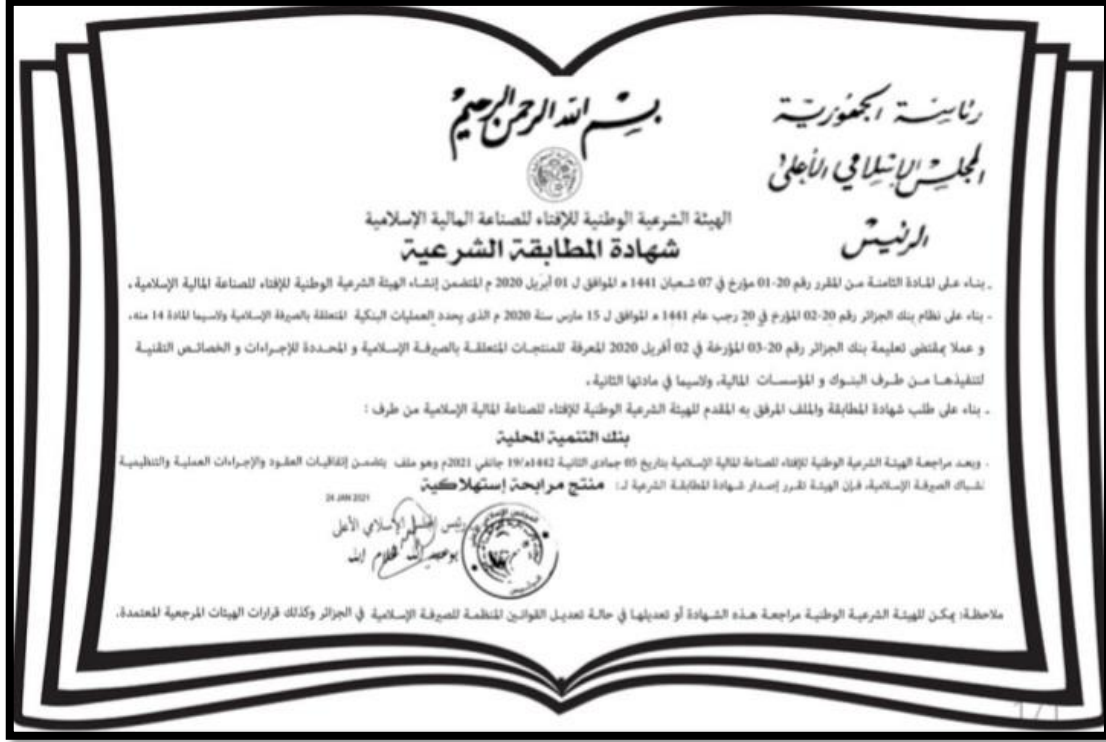 رئاسة الجمهورية
المجلس الإسلامي الأعلى
الرئيس
بسم الله الرحمن الرحيم
الهيئة الشرعية الوطنية للإفتاء للصناعة المالية الإسلامية
شهادة المطابقة الشرعية
ـ بناء على المادة الثامنة من المقرر رقم 20-01 مؤرخ في 07 شعبان 1441 ه الموافق ل 01 أبريل 2020 م المتضمن إنشاء الهيئة الشرعية الوطنية للإفتاء للصناعة المالية الإسلامية،
- بناء على نظام بنك الجزائر رقم 20-02 المؤرخ في 20 رجب عام 1441 ه الموافق ل 15 مارس سنة 2020 م الذي يحدد العمليات البنكية المتعلقة بالصيرفة الإسلامية ولاسيما المادة 14 منه،
و عملا بمقتضى تعليمة بنك الجزائر رقم 20-03 المؤرخة في 02 أفريل 2020 المعرفة للمنتجات المتعلقة بالصيرفة الإسلامية و المحددة للإجراءات و الخصائص التقنية
لتنفيذها من طرف البنوك و المؤسسات المالية، ولاسيما في مادتها الثانية،
ـ بناء على طلب شهادة المطابقة والملف المرفق به المقدم للهيئة الشرعية الوطنية للإفتاء للصناعة المالية الإسلامية من طرف :
بنك التنمية المحلية
ـ وبعد مراجعة الهيئة الشرعية الوطنية للإفتاء للصناعة المالية الإسلامية بتاريخ 05 جمادى الثانية 1442ه/19 جانفي 2021م وهو ملف يتضمن إتفاقيات العقود والإجراءات العملية والتنظيمية
لشباك الصيرفة الإسلامية، فإن الهيئة تقرر إصدار شهادة المطابقة الشرعية لـ: منتج مرابحة إستهلاكية
24 JAN 2021
رئيس المجلس الإسلامي الأعلى
بوعبد الله غلام الله
ملاحظة: يمكن للهيئة الشرعية الوطنية مراجعة هذه الشهادة أو تعديلها في حالة تعديل القوانين المنظمة للصيرفة الإسلامية في الجزائر وكذلك قرارات الهيئات المرجعية المعتمدة.